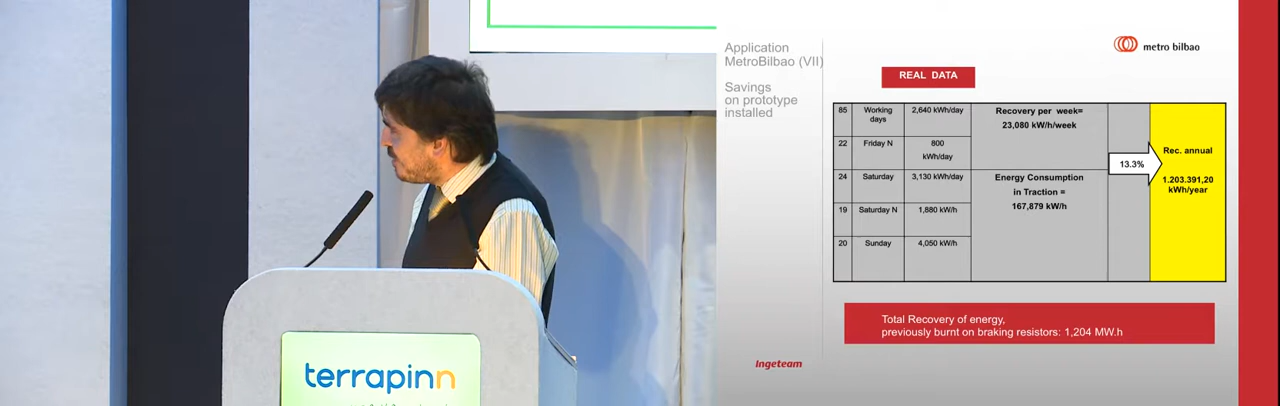 terrapinn
Application
MetroBilbao (VII)
Savings
on prototype
installed
metro bilbao
REAL DATA
85 Working days 2,640 kWh/day
22 Friday N 800 kWh/day
24 Saturday 3,130 kWh/day
19 Saturday N 1,880 kW/h
20 Sunday 4,050 kW/h
Recovery per week=
23,080 kW/h/week
Energy Consumption
in Traction =
167,879 kW/h
13.3%
Rec. annual
1.203.391,20
kWh/year
Total Recovery of energy,
previously burnt on braking resistors: 1,204 MW.h
Ingeteam